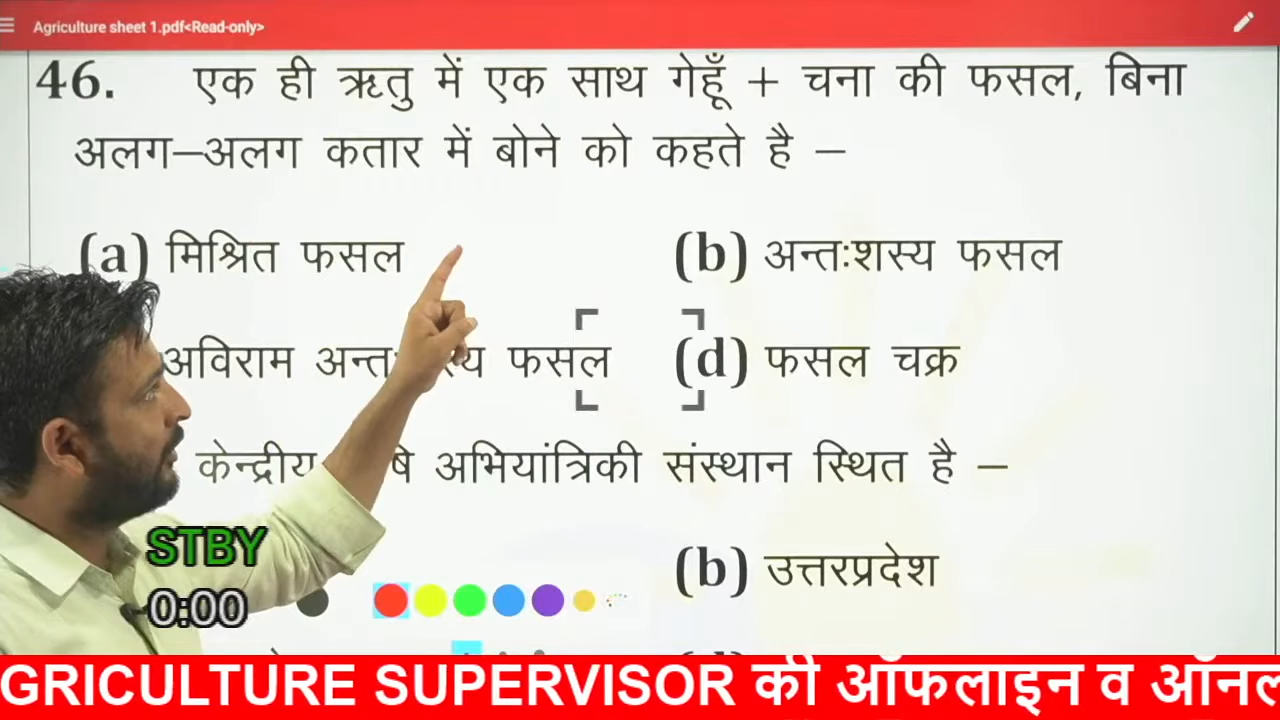 Agriculture sheet 1.pdf<Read-only>
46. एक ही ऋतु में एक साथ गेहूँ + चना की फसल, बिना
अलग–अलग कतार में बोने को कहते है –
(a) मिश्रित फसल (b) अन्तःशस्य फसल
अविराम फसल (d) फसल चक्र
केन्द्रीय अभियांत्रिकी संस्थान स्थित है –
(b) उत्तरप्रदेश
STBY
0:00
GRICULTURE SUPERVISOR की ऑफलाइन व ऑनल